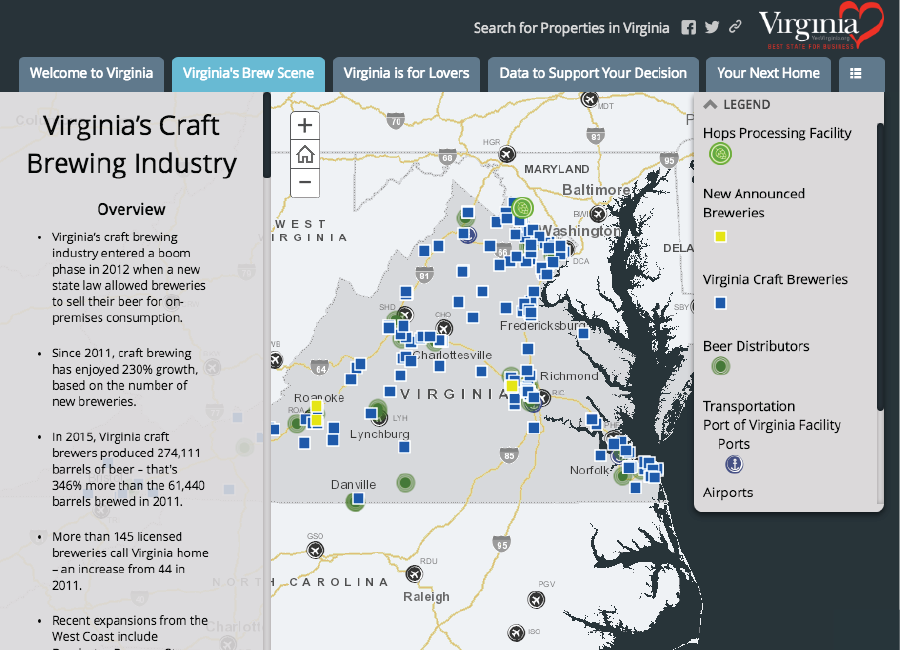 Search for Properties in Virginia
Virginia
YesVirginia.org
BEST STATE FOR BUSINESS
Welcome to Virginia
Virginia's Brew Scene
Virginia is for Lovers
Data to Support Your Decision
Your Next Home
Virginia's Craft
Brewing Industry
Overview
• Virginia's craft brewing
industry entered a boom
phase in 2012 when a new
state law allowed breweries
to sell their beer for on-
premises consumption.
• Since 2011, craft brewing
has enjoyed 230% growth,
based on the number of
new breweries.
• In 2015, Virginia craft
brewers produced 274,111
barrels of beer – that's
346% more than the 61,440
barrels brewed in 2011.
• More than 145 licensed
breweries call Virginia home
– an increase from 44 in
2011.
• Recent expansions from the
West Coast include
+
−
MDT
76
HGR
81
68
95
MARYLAND
Baltimore
BWI
WEST
VIRGINIA
Washington
66
DCA
DELA
81
SHD
CHO
SBY
Fredericksburg
Charlottesville
64
Richmond
VIRGINIA
RIC
Roanoke
ROA
LYH
Lynchburg
PHF
85
Norfolk
Danville
GSO
95
RDU
NORTH CAROLINA
Raleigh
PGV
ISO
Charlott
LEGEND
Hops Processing Facility
New Announced
Breweries
Virginia Craft Breweries
Beer Distributors
Transportation
Port of Virginia Facility
Ports
Airports